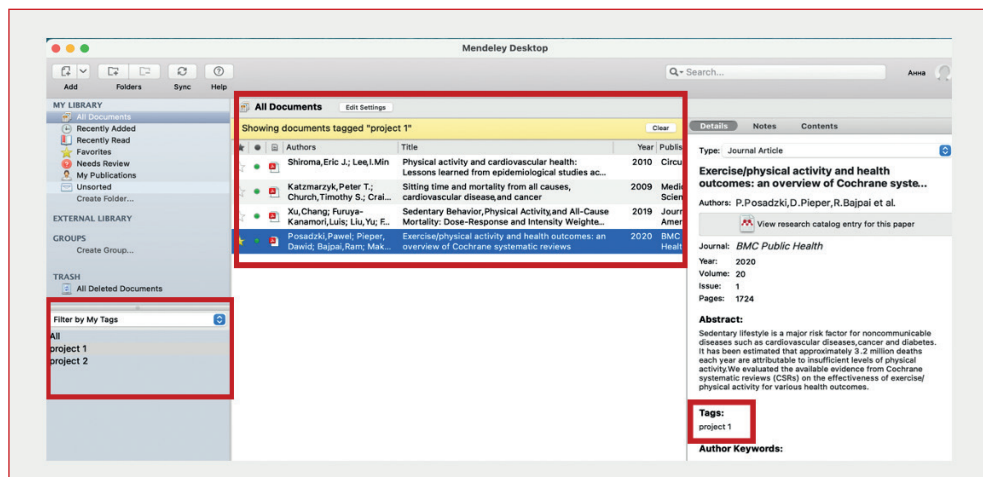 Mendeley Desktop
Add Folders Sync Help
Search...
Анна
MY LIBRARY
All Documents
Recently Added
Recently Read
Favorites
Needs Review
My Publications
Unsorted
Create Folder...
EXTERNAL LIBRARY
GROUPS
Create Group...
TRASH
All Deleted Documents
Filter by My Tags
All
project 1
project 2
All Documents Edit Settings
Showing documents tagged "project 1" Clear
Authors Title Year Publis
Shiroma,Eric J.; Lee,I.Min Physical activity and cardiovascular health: 2010 Circu
Lessons learned from epidemiological studies ac...
Katzmarzyk,Peter T.; Sitting time and mortality from all causes, 2009 Medic
Church,Timothy S.; Crai... cardiovascular disease,and cancer Scien
Xu,Chang; Furuya- Sedentary Behavior,Physical Activity,and All-Cause 2019 Journ
Kanamori,Luis; Liu,Yu; F... Mortality: Dose-Response and Intensity Weighte... Amer
Posadzki,Pawel; Pieper, Exercise/physical activity and health outcomes: an 2020 BMC
Dawid; Bajpai,Ram; Mak... overview of Cochrane systematic reviews Healt
Details Notes Contents
Type: Journal Article
Exercise/physical activity and health
outcomes: an overview of Cochrane syste...
Authors: P.Posadzki,D.Pieper,R.Bajpai et al.
View research catalog entry for this paper
Journal: BMC Public Health
Year: 2020
Volume: 20
Issue: 1
Pages: 1724
Abstract:
Sedentary lifestyle is a major risk factor for noncommunicable
diseases such as cardiovascular diseases,cancer and diabetes.
It has been estimated that approximately 3.2 million deaths
each year are attributable to insufficient levels of physical
activity.We evaluated the available evidence from Cochrane
systematic reviews (CSRs) on the effectiveness of exercise/
physical activity for various health outcomes.
Tags:
project 1
Author Keywords: